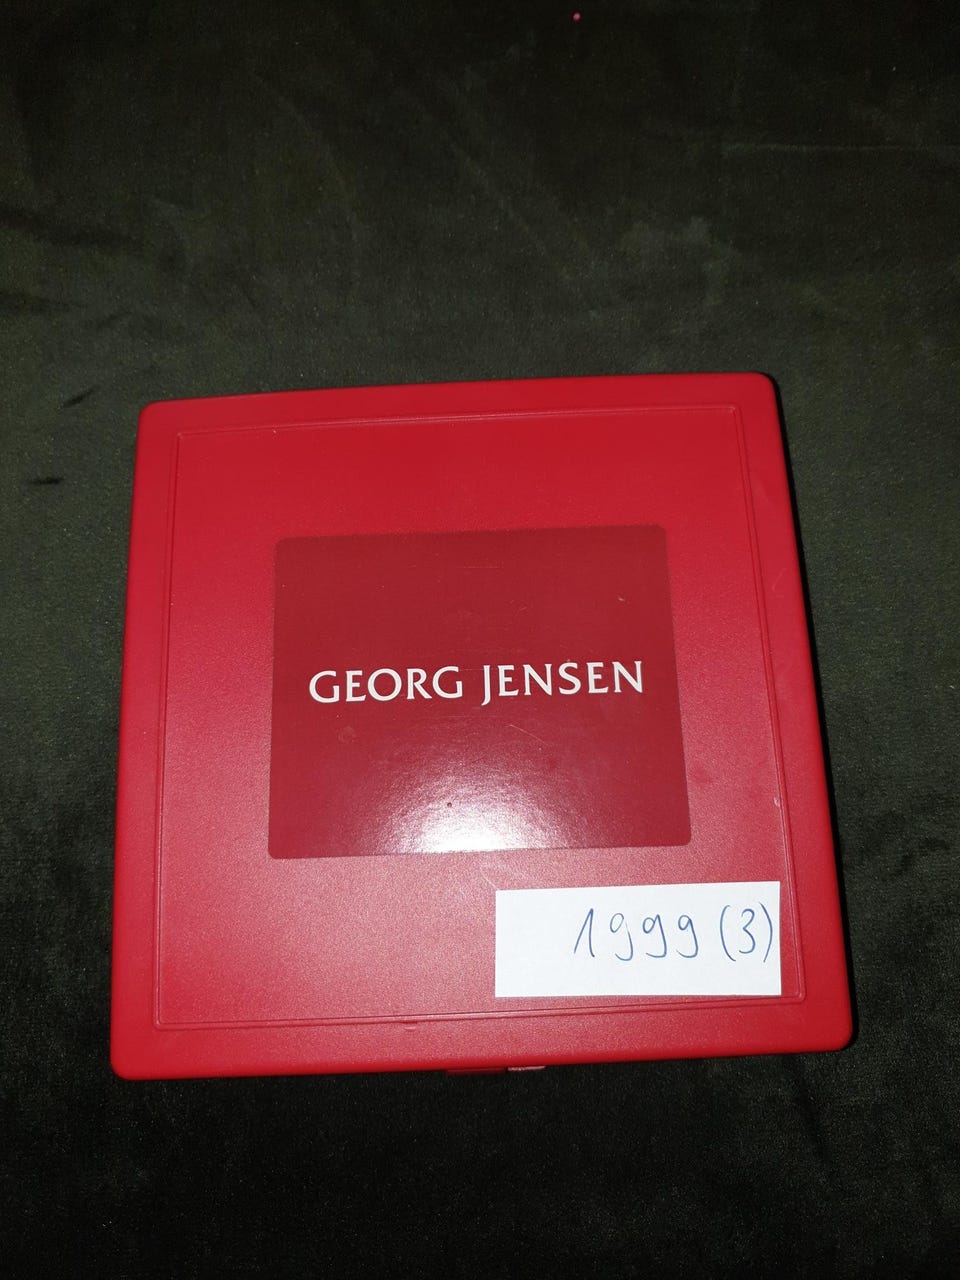 GEORG JENSEN
1999 (3)